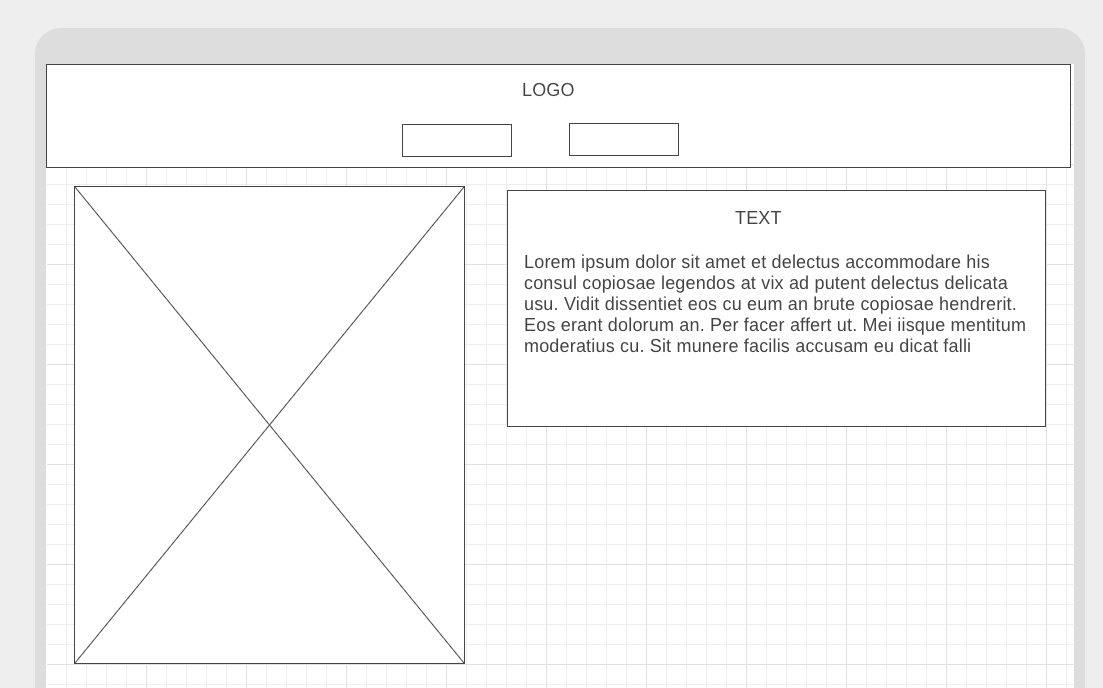 LOGO
TEXT
Lorem ipsum dolor sit amet et delectus accommodare his
consul copiosae legendos at vix ad putent delectus delicata
usu. Vidit dissentiet eos cu eum an brute copiosae hendrerit.
Eos erant dolorum an. Per facer affert ut. Mei iisque mentitum
moderatius cu. Sit munere facilis accusam eu dicat falli